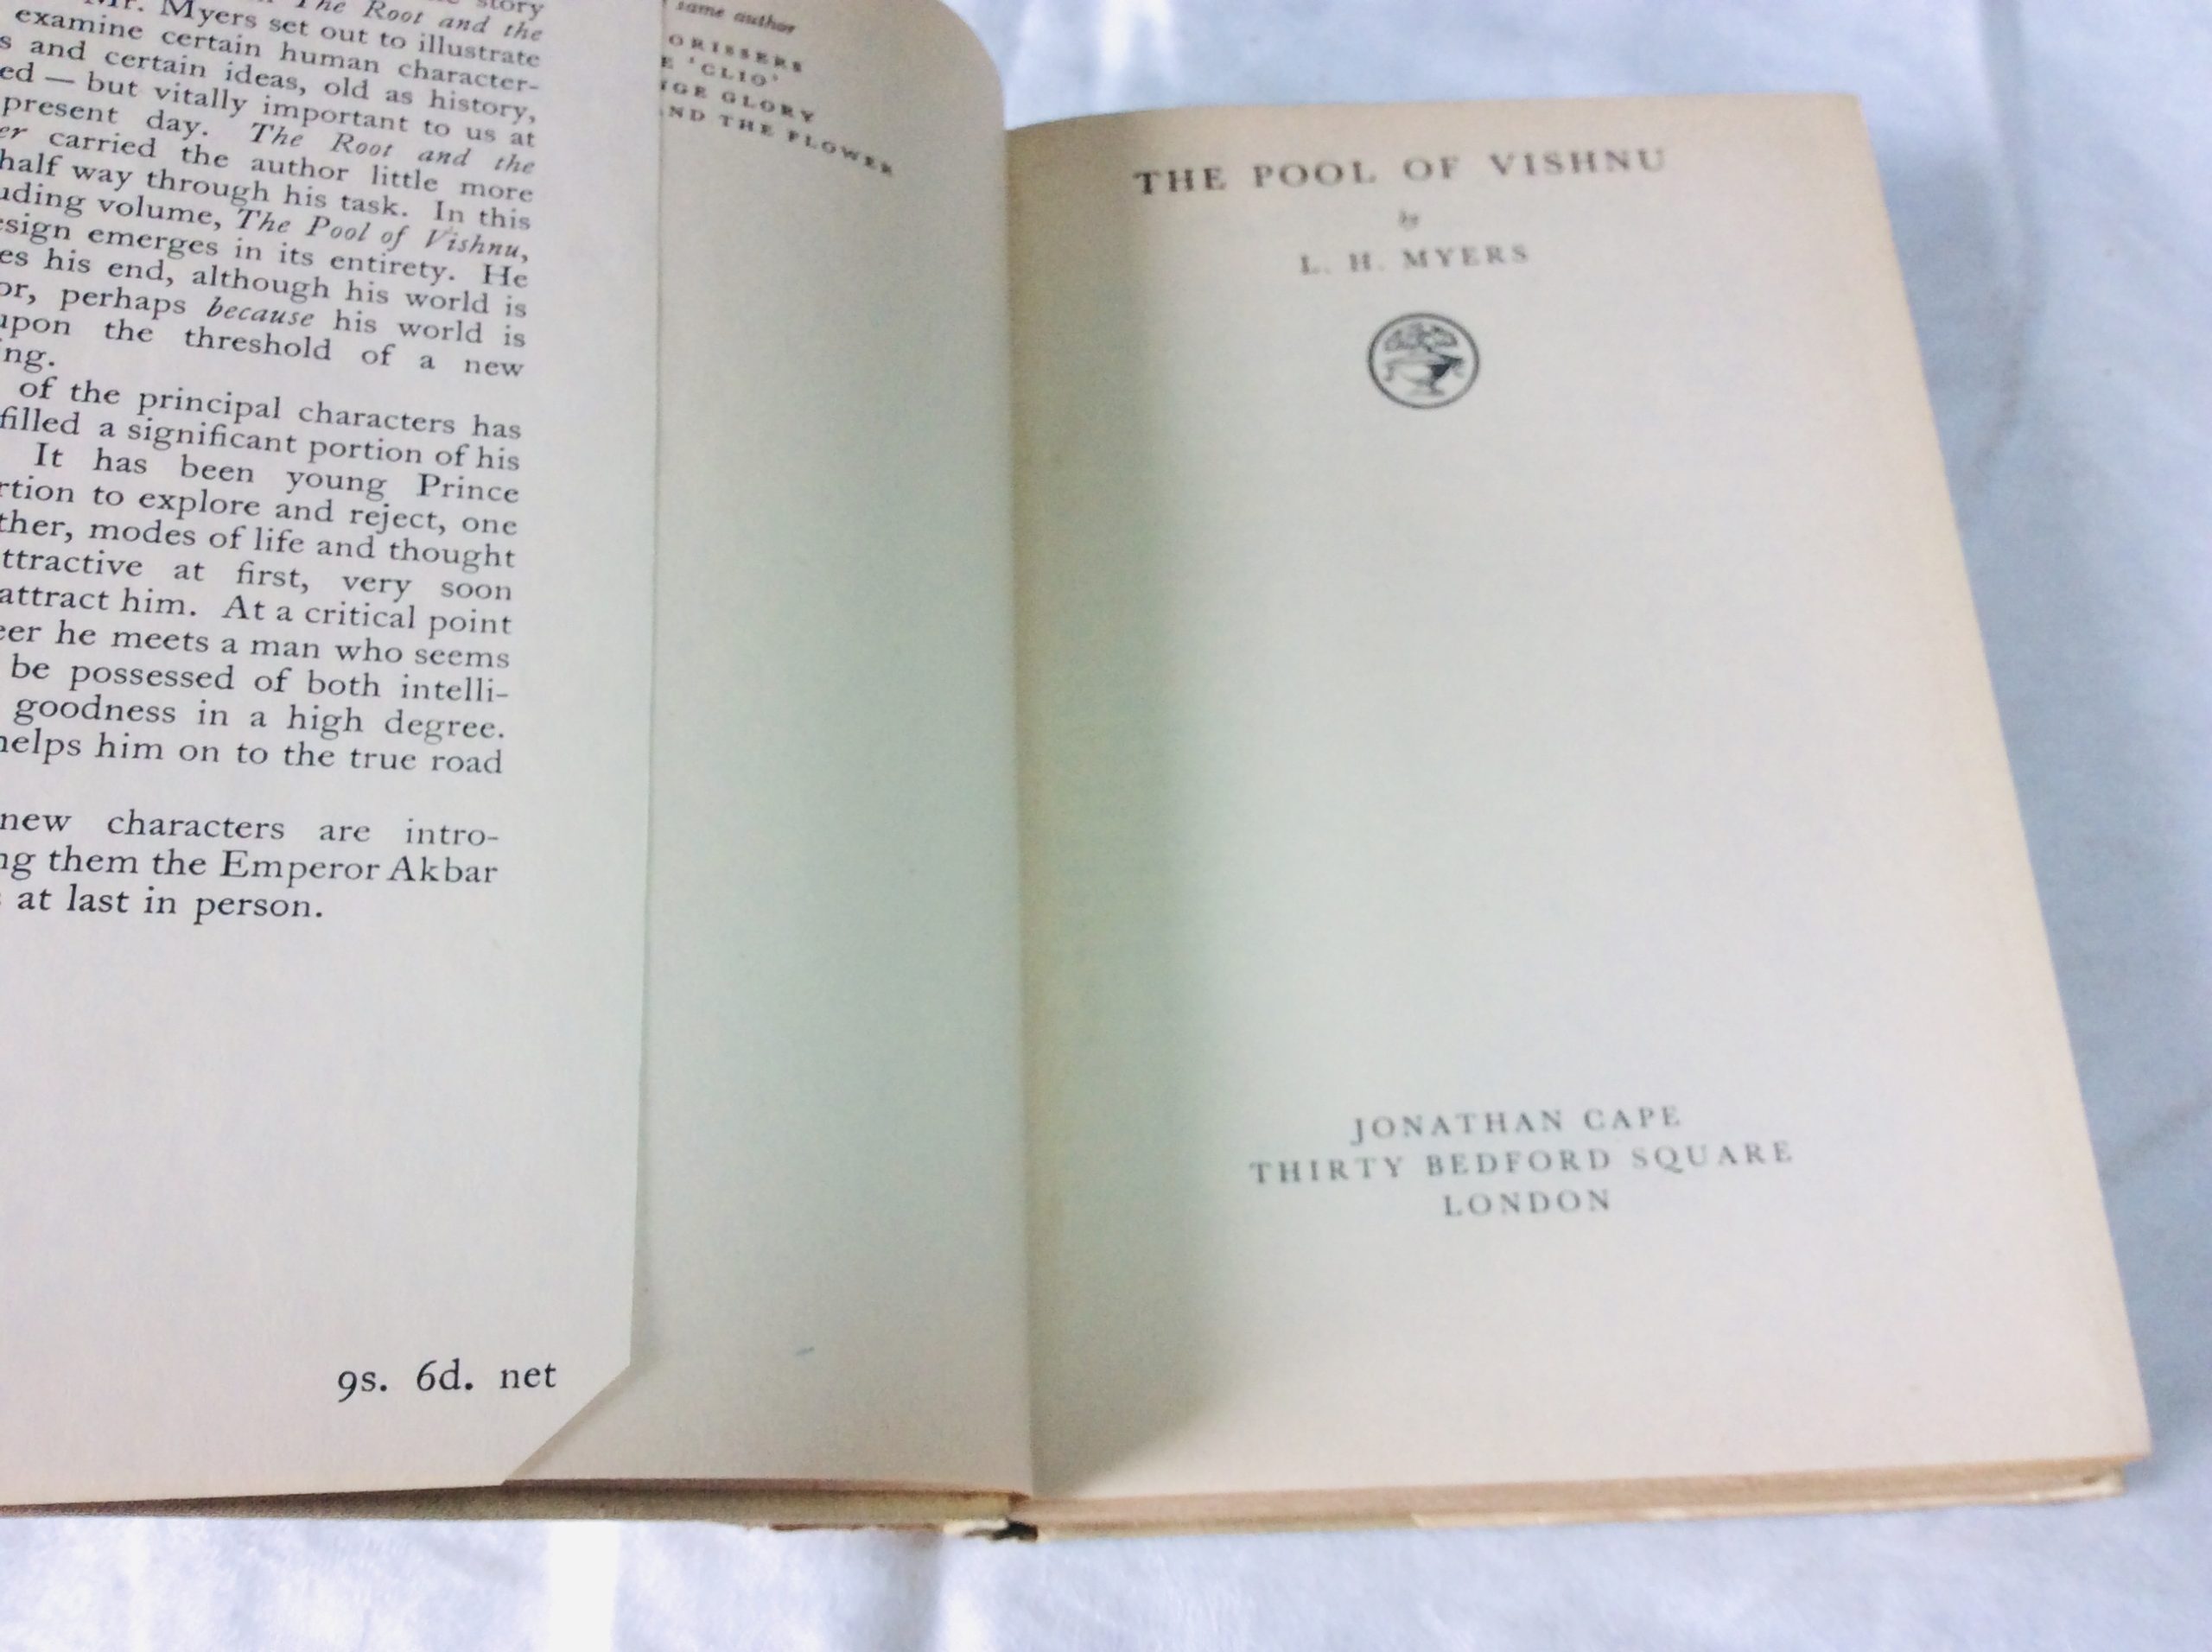 story
Mr. Myers set out to illustrate The Root and the
examine certain human character-
s and certain ideas, old as history,
ed — but vitally important to us at
present day. The Root and the
er carried the author little more
half way through his task. In this
uding volume, The Pool of Vishnu,
esign emerges in its entirety. He
es his end, although his world is
or, perhaps because his world is
upon the threshold of a new
ng.
of the principal characters has
filled a significant portion of his
It has been young Prince
rtion to explore and reject, one
ther, modes of life and thought
ttractive at first, very soon
attract him. At a critical point
eer he meets a man who seems
be possessed of both intelli-
goodness in a high degree.
helps him on to the true road
new characters are intro-
ng them the Emperor Akbar
at last in person.
9s. 6d. net
same author
ORISSERS
E 'CLIO'
NGE GLORY
AND THE FLOWER
THE POOL OF VISHNU
by
L. H. MYERS
JONATHAN CAPE
THIRTY BEDFORD SQUARE
LONDON